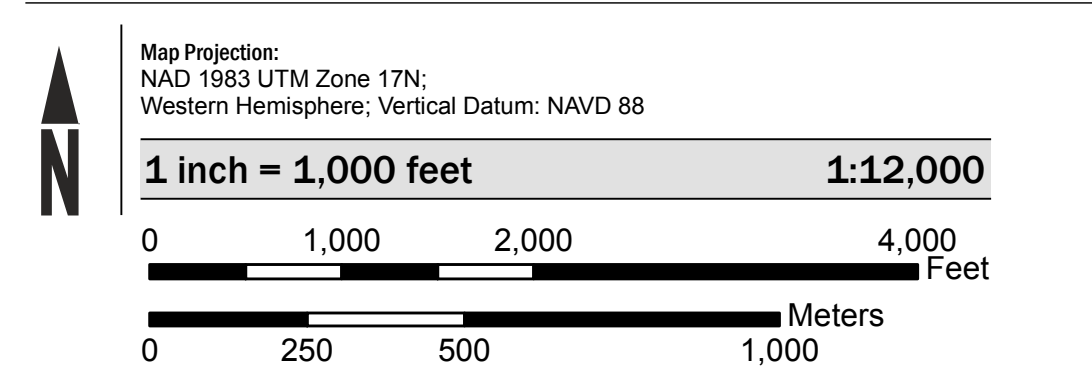 Map Projection:
NAD 1983 UTM Zone 17N;
Western Hemisphere; Vertical Datum: NAVD 88
N
1 inch = 1,000 feet 1:12,000
0 1,000 2,000 4,000
Feet
Meters
0 250 500 1,000